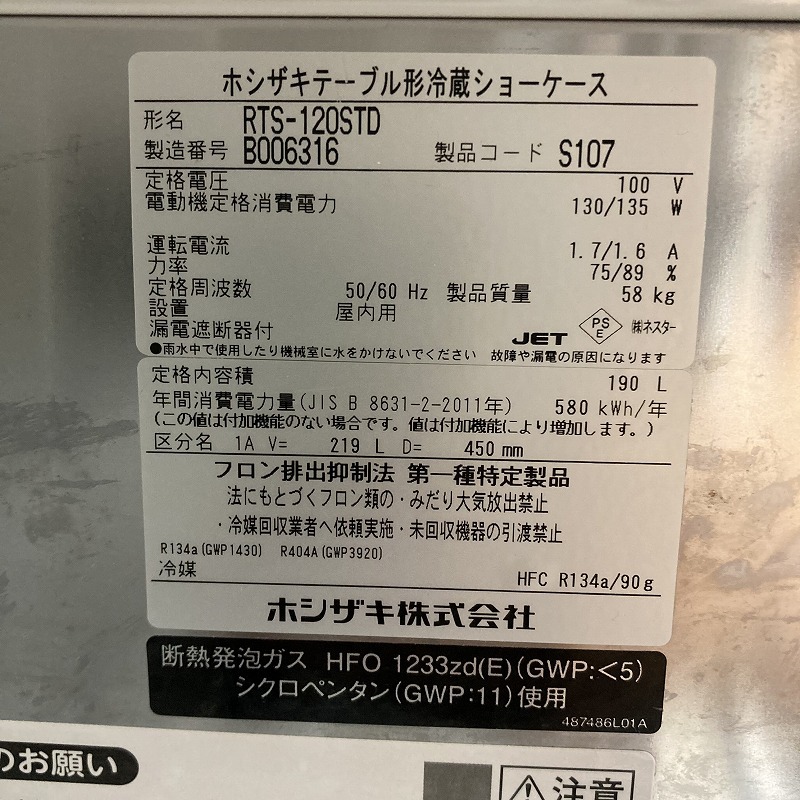 ホシザキテーブル形冷蔵ショーケース
形名 RTS-120STD
製造番号 B006316 製品コード S107
定格電圧 100 V
電動機定格消費電力 130/135 W
運転電流 1.7/1.6 A
力率 75/89 %
定格周波数 50/60 Hz 製品質量 58 kg
設置 屋内用
漏電遮断器付 JET PSE ㈱ネスター
●雨水中で使用したり機械室に水をかけないでください 故障や漏電の原因になります
定格内容積 190 L
年間消費電力量(JIS B 8631-2-2011年) 580 kWh/年
(この値は付加機能のない場合です。値は付加機能により増加します。)
区分名 1A V= 219 L D= 450 mm
フロン排出抑制法 第一種特定製品
法にもとづくフロン類の・みだり大気放出禁止
・冷媒回収業者へ依頼実施・未回収機器の引渡禁止
R134a(GWP1430) R404A(GWP3920)
冷媒 HFC R134a/90g
ホシザキ株式会社
断熱発泡ガス HFO 1233zd(E)(GWP:<5)
シクロペンタン(GWP:11)使用
487486L01A
のお願い
注意